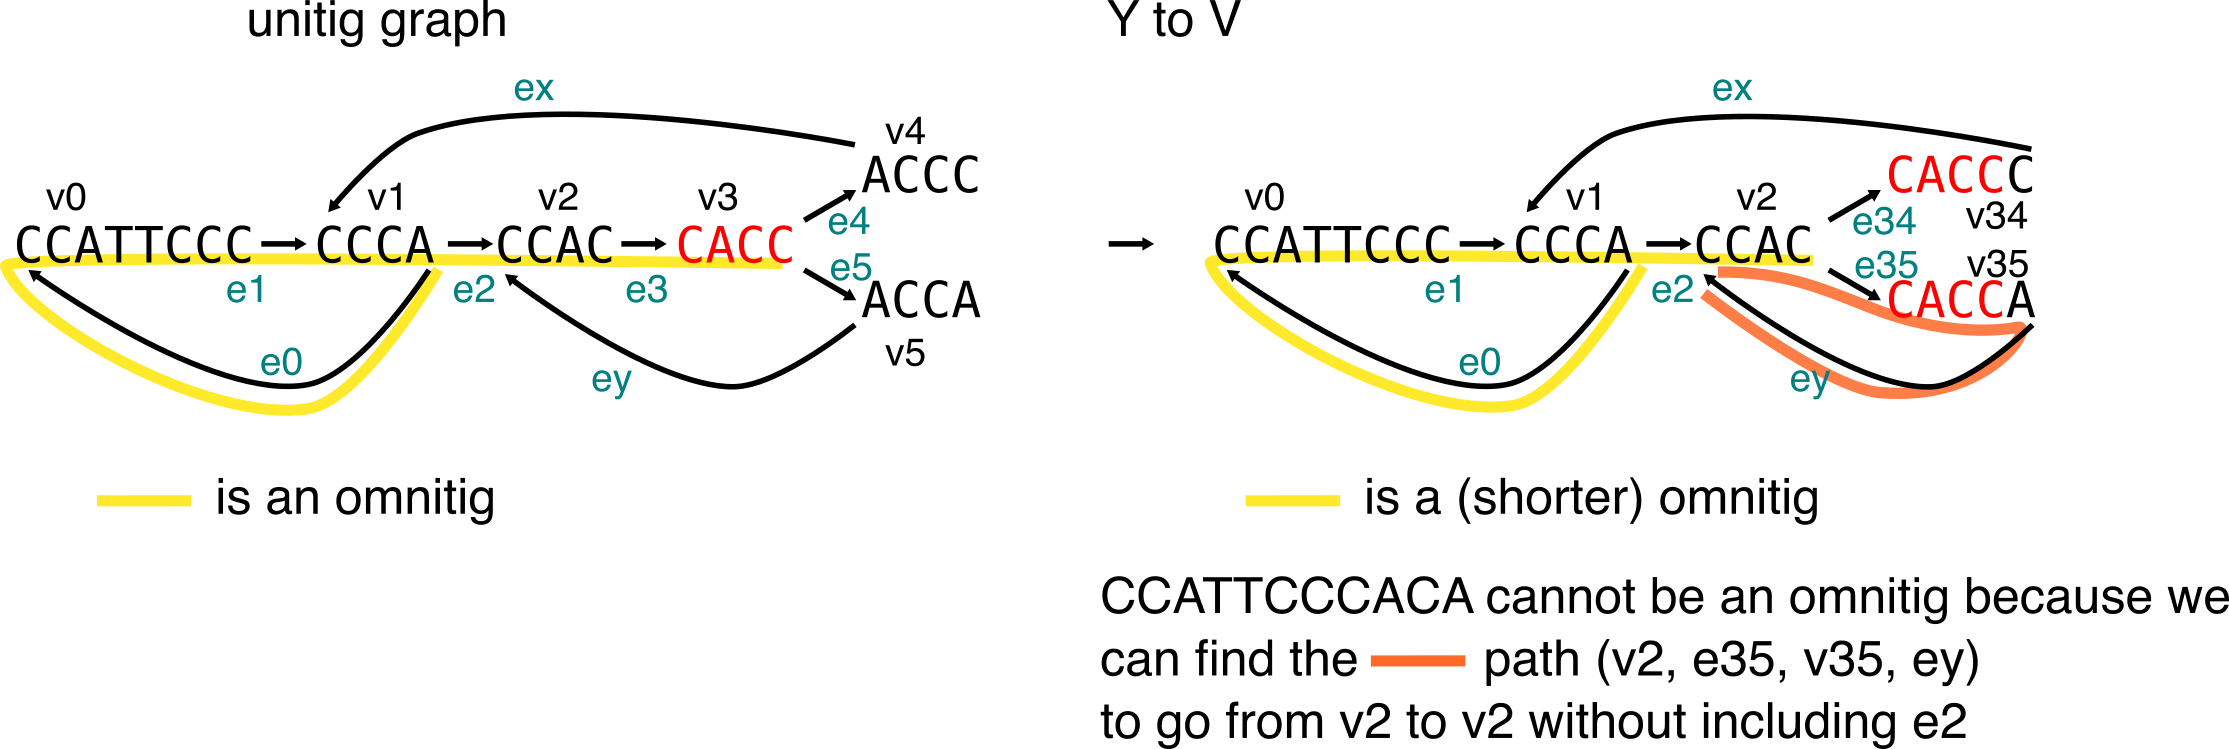 unitig graph
ex
v4
ACCC
v0
v1
v2
v3
CCATTCCC
CCCA
CCAC
CACC
e4
e5
e1
e2
e3
ACCA
v5
e0
ey
is an omnitig
Y to V
ex
CACCC
v34
v0
v1
v2
e34
CCATTCCC
CCCA
CCAC
e35
v35
CACCA
e1
e2
e0
ey
is a (shorter) omnitig
CCATTCCCACA cannot be an omnitig because we
can find the path (v2, e35, v35, ey)
to go from v2 to v2 without including e2